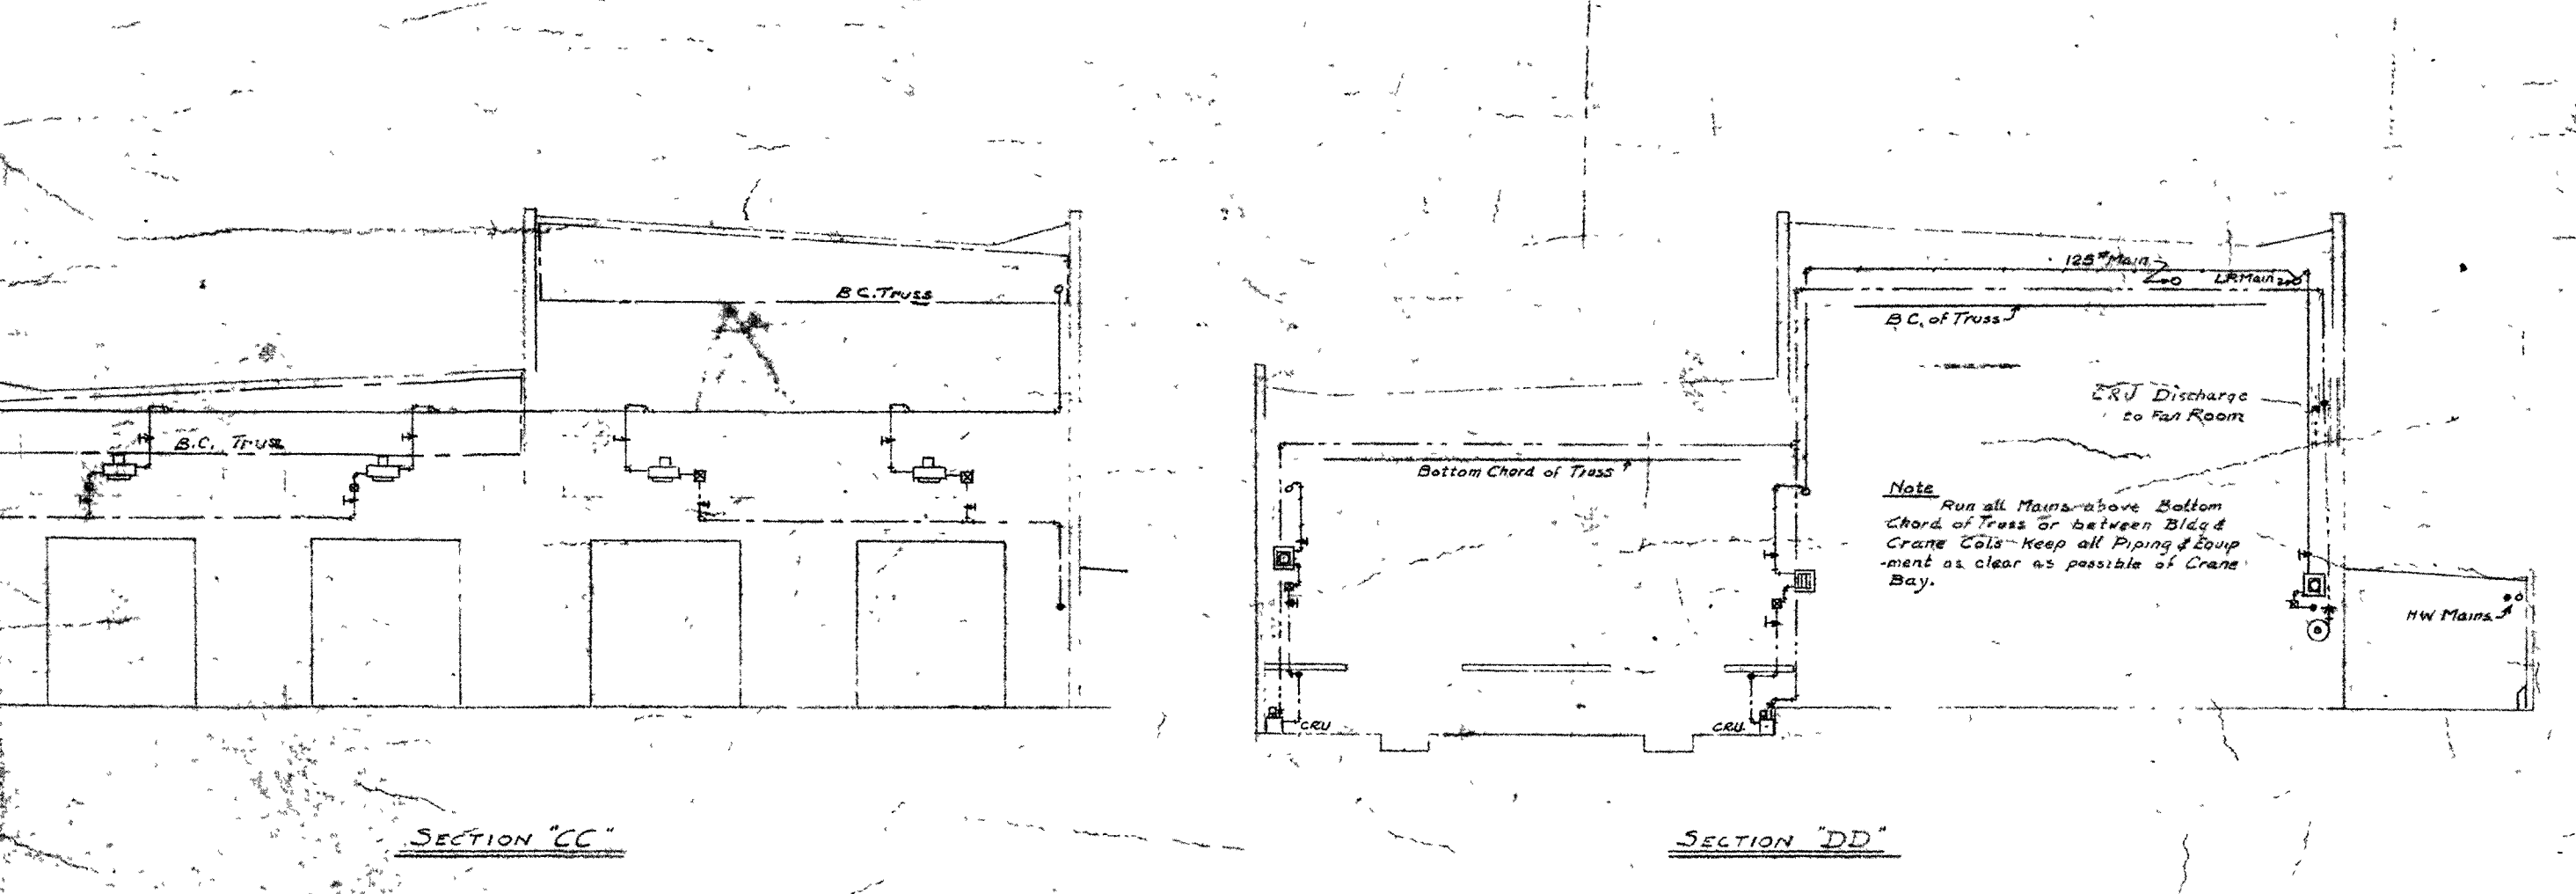 B.C. Truss
B.C. Truss
SECTION "CC"
125# Main
L.P. Main
B.C. of Truss
CRU Discharge
to Fan Room
Bottom Chord of Truss
Note
Run all Mains above Bottom
Chord of Truss or between Bldg &
Crane Cols Keep all Piping & Equip
-ment as clear as possible of Crane
Bay.
HW Mains
CRU
CRU
SECTION "DD"